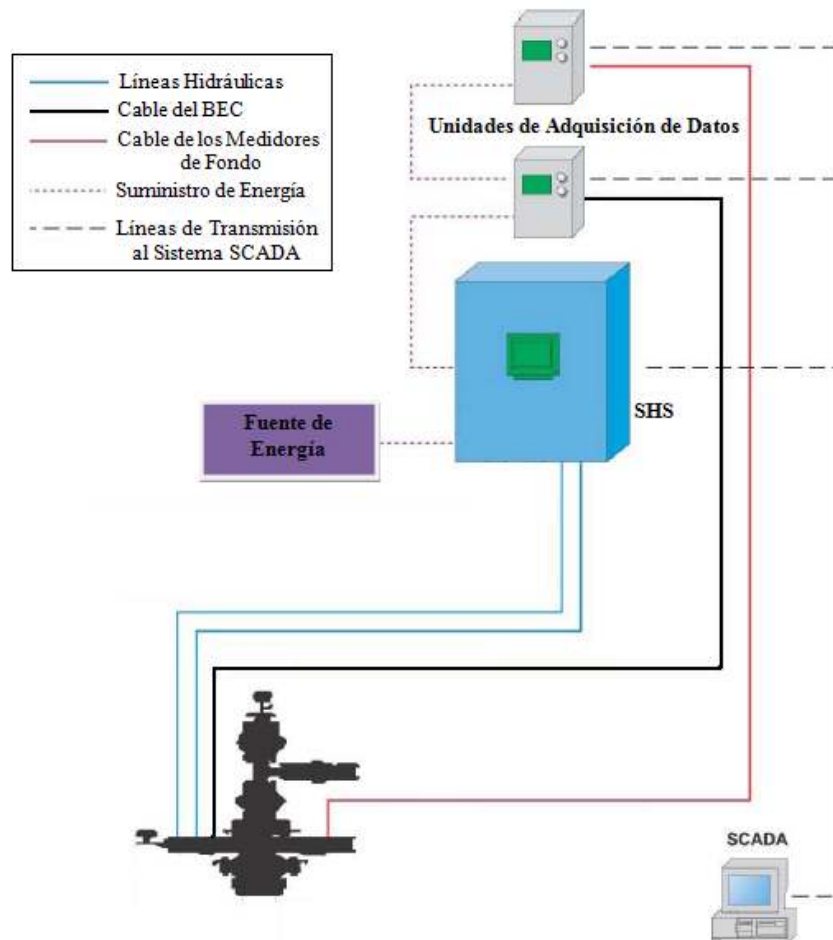 Líneas Hidráulicas
Cable del BEC
Cable de los Medidores
de Fondo
Suministro de Energía
Líneas de Transmisión
al Sistema SCADA
Unidades de Adquisición de Datos
SHS
Fuente de
Energía
SCADA